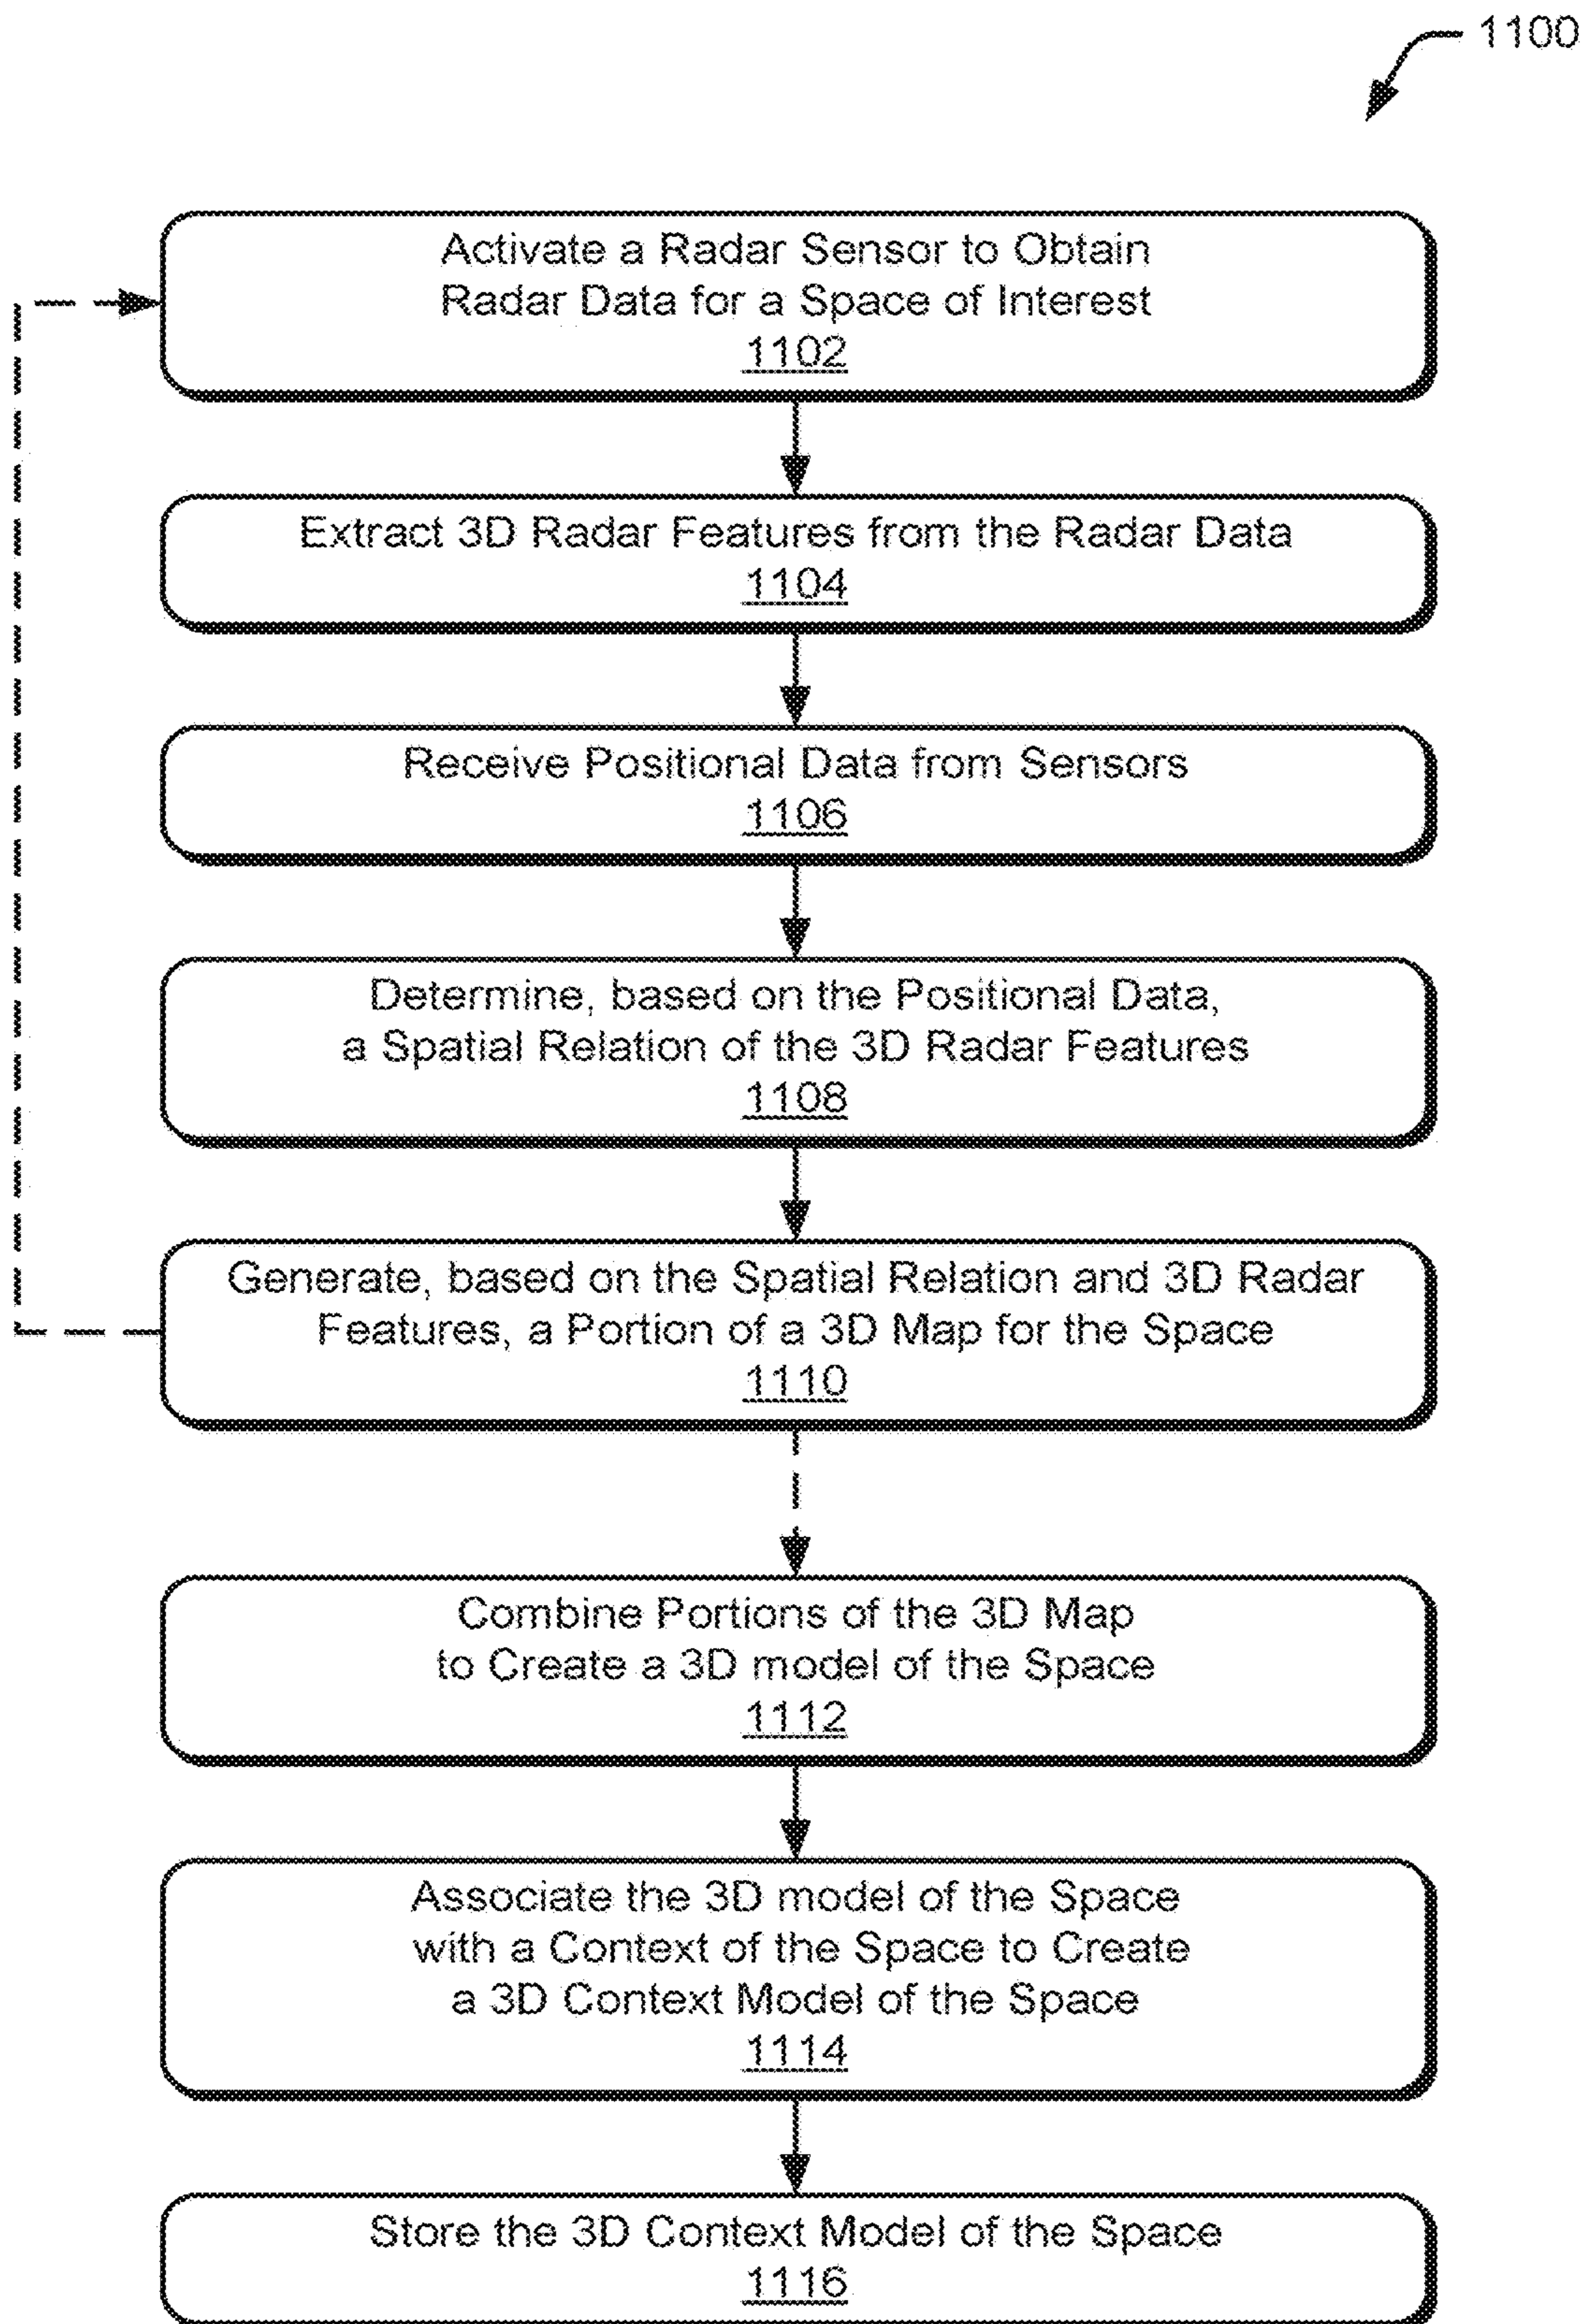 1100
Activate a Radar Sensor to Obtain
Radar Data for a Space of Interest
1102
Extract 3D Radar Features from the Radar Data
1104
Receive Positional Data from Sensors
1106
Determine, based on the Positional Data,
a Spatial Relation of the 3D Radar Features
1108
Generate, based on the Spatial Relation and 3D Radar
Features, a Portion of a 3D Map for the Space
1110
Combine Portions of the 3D Map
to Create a 3D model of the Space
1112
Associate the 3D model of the Space
with a Context of the Space to Create
a 3D Context Model of the Space
1114
Store the 3D Context Model of the Space
1116